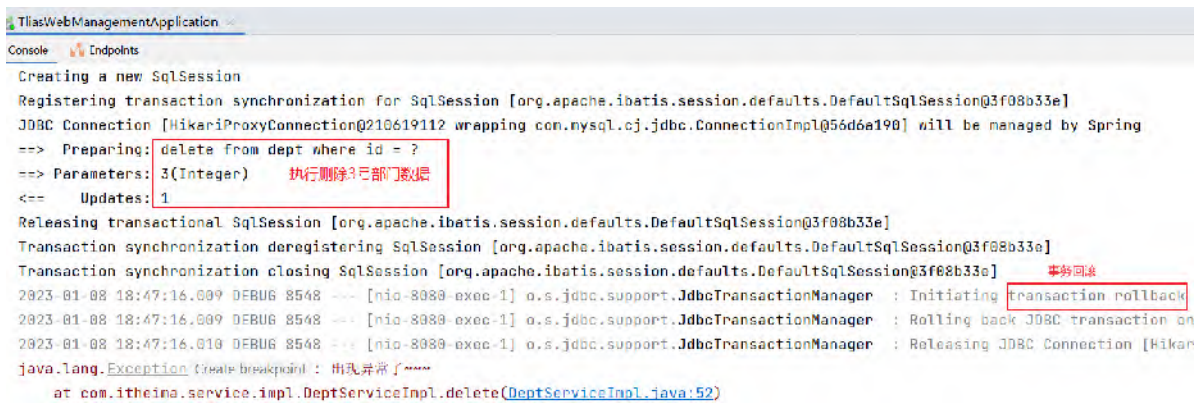 TliasWebManagementApplication
Console Endpoints
Creating a new SqlSession
Registering transaction synchronization for SqlSession [org.apache.ibatis.session.defaults.DefaultSqlSession@3f08b33e]
JDBC Connection [HikariProxyConnection@210619112 wrapping com.mysql.cj.jdbc.ConnectionImpl@56d6a190] will be managed by Spring
==> Preparing: delete from dept where id = ?
==> Parameters: 3(Integer) 执行删除3号部门数据
<== Updates: 1
Releasing transactional SqlSession [org.apache.ibatis.session.defaults.DefaultSqlSession@3f08b33e]
Transaction synchronization deregistering SqlSession [org.apache.ibatis.session.defaults.DefaultSqlSession@3f08b33e]
Transaction synchronization closing SqlSession [org.apache.ibatis.session.defaults.DefaultSqlSession@3f08b33e] 事务回滚
2023-01-08 18:47:16.009 DEBUG 8548 --- [nio-8080-exec-1] o.s.jdbc.support.JdbcTransactionManager : Initiating transaction rollback
2023-01-08 18:47:16.009 DEBUG 8548 --- [nio-8080-exec-1] o.s.jdbc.support.JdbcTransactionManager : Rolling back JDBC transaction on
2023-01-08 18:47:16.010 DEBUG 8548 --- [nio-8080-exec-1] o.s.jdbc.support.JdbcTransactionManager : Releasing JDBC Connection [Hikar
java.lang.Exception Create breakpoint : 出现异常了~~~
at com.itheima.service.impl.DeptServiceImpl.delete(DeptServiceImpl.java:52)